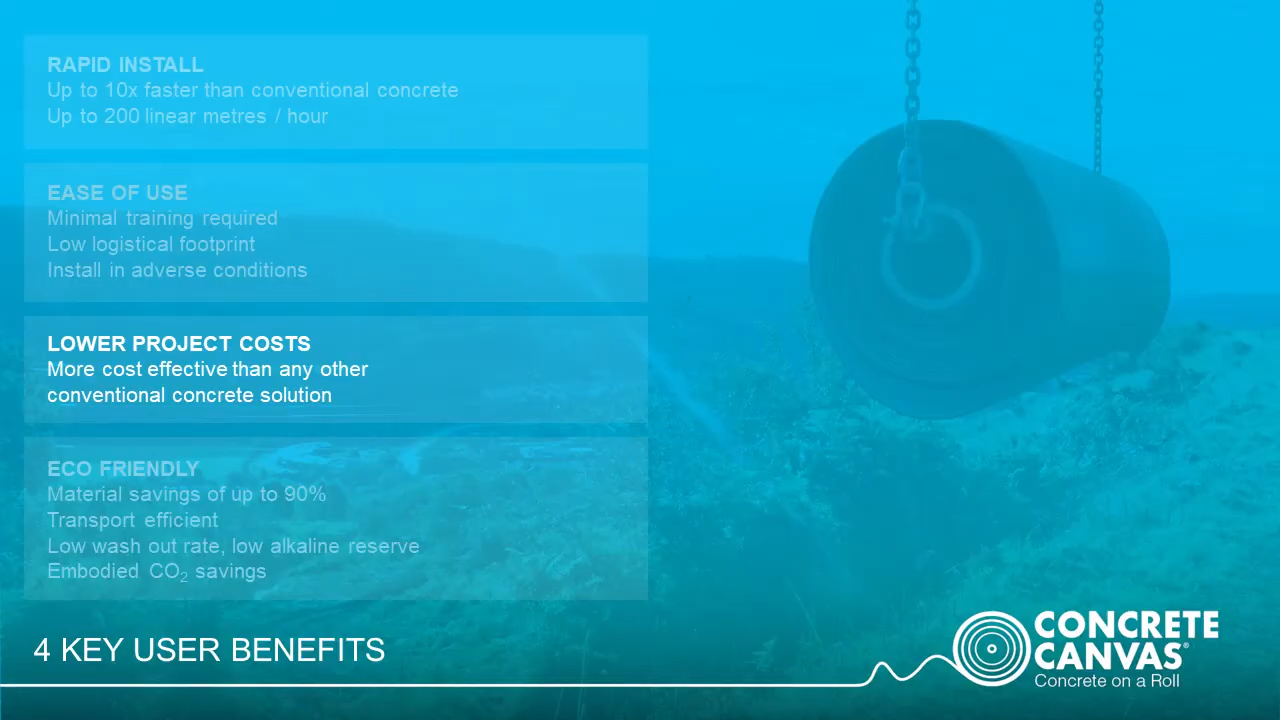 RAPID INSTALL
Up to 10x faster than conventional concrete
Up to 200 linear metres / hour
EASE OF USE
Minimal training required
Low logistical footprint
Install in adverse conditions
LOWER PROJECT COSTS
More cost effective than any other
conventional concrete solution
ECO FRIENDLY
Material savings of up to 90%
Transport efficient
Low wash out rate, low alkaline reserve
Embodied CO₂ savings
4 KEY USER BENEFITS
CONCRETE
CANVAS®
Concrete on a Roll